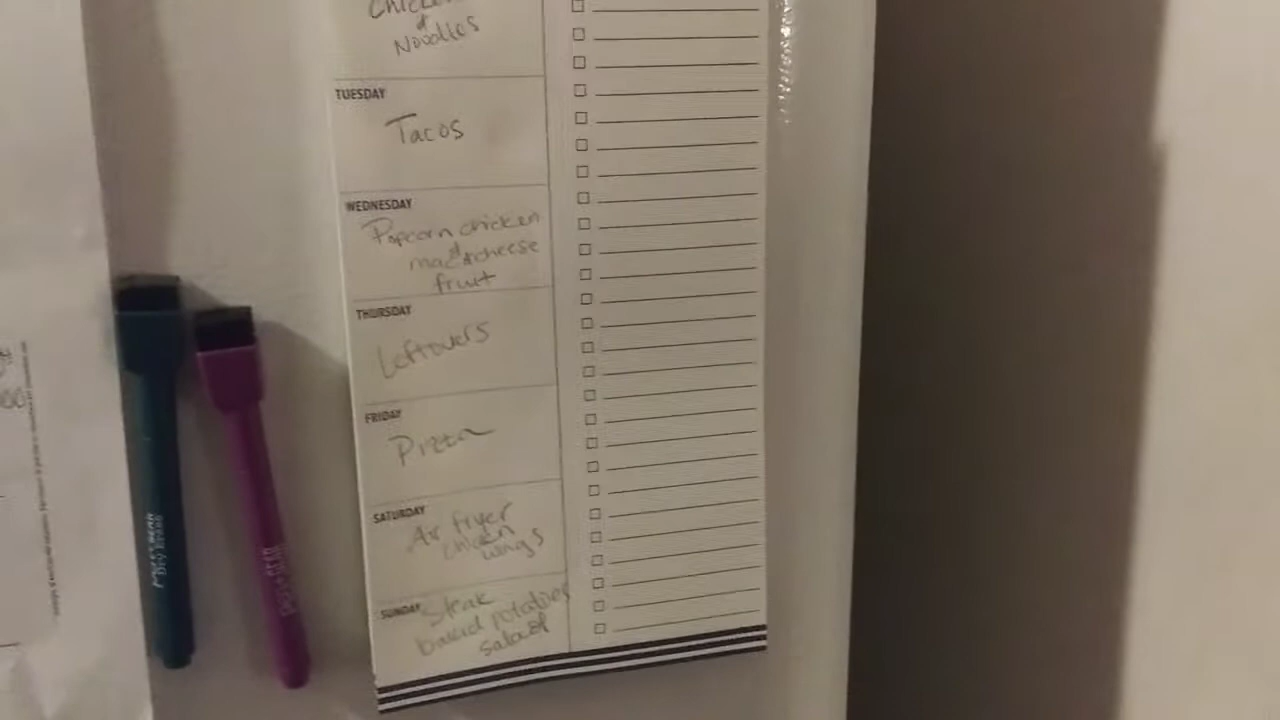 Chicken
&
Noodles
TUESDAY
Tacos
WEDNESDAY
Popcorn chicken
&
mac n cheese
fruit
THURSDAY
Leftovers
FRIDAY
Pizza
SATURDAY
Air fryer
chicken
wings
SUNDAY
Steak
baked potatoes
salad